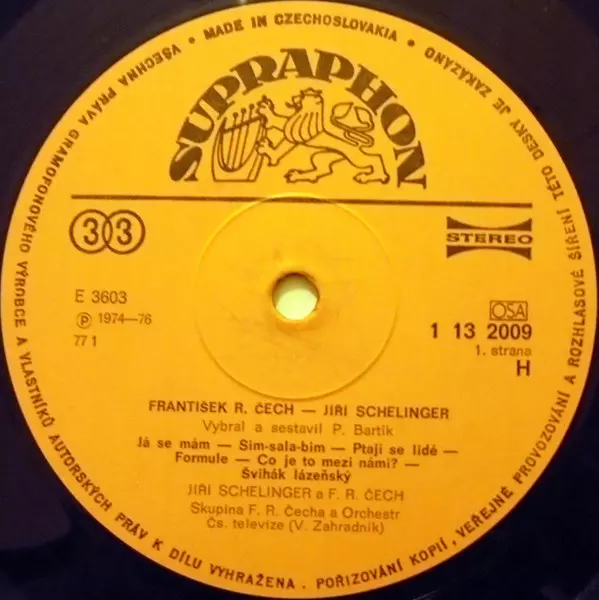 VŠECHNA PRÁVA GRAMOFONOVÉHO VÝROBCE A VLASTNÍKŮ AUTORSKÝCH PRÁV K DÍLU VYHRAŽENA. POŘIZOVÁNÍ KOPIÍ, VEŘEJNÉ PROVOZOVÁNÍ A ROZHLASOVÉ ŠÍŘENÍ TÉTO DESKY JE ZAKÁZÁNO
• MADE IN CZECHOSLOVAKIA •
SUPRAPHON
33
STEREO
E 3603
OSA
Ⓟ 1974—76
1 13 2009
77 1
1. strana
H
FRANTIŠEK R. ČECH — JIŘÍ SCHELINGER
Vybral a sestavil P. Bartík
Já se mám — Sim-sala-bim — Ptají se lidé —
Formule — Co je to mezi námi? —
Švihák lázeňský
JIŘÍ SCHELINGER a F. R. ČECH
Skupina F. R. Čecha a Orchestr
Čs. televize (V. Zahradník)